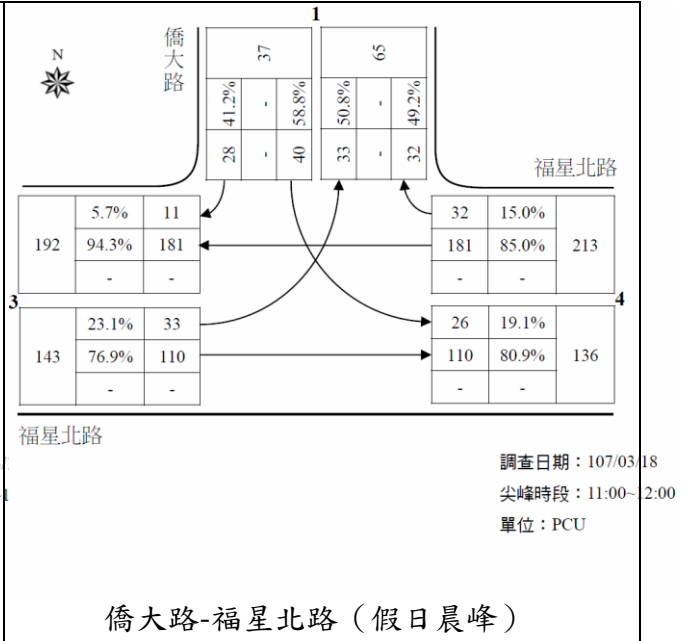 1
N
僑大路
37
65
41.2% - 58.8%
50.8% - 49.2%
28 - 40
33 - 32
福星北路
192
5.7% 11
94.3% 181
- -
32 15.0%
181 85.0%
- -
213
3
4
143
23.1% 33
76.9% 110
- -
26 19.1%
110 80.9%
- -
136
福星北路
調查日期：107/03/18
尖峰時段：11:00~12:00
單位：PCU
僑大路-福星北路（假日晨峰）